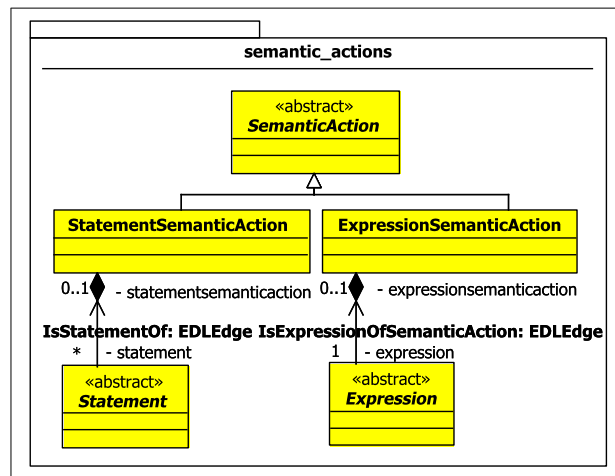 semantic_actions
«abstract»
SemanticAction
StatementSemanticAction ExpressionSemanticAction
0..1 - statementsemanticaction 0..1 - expressionsemanticaction
IsStatementOf: EDLEdge IsExpressionOfSemanticAction: EDLEdge
* - statement 1 - expression
«abstract» «abstract»
Statement Expression